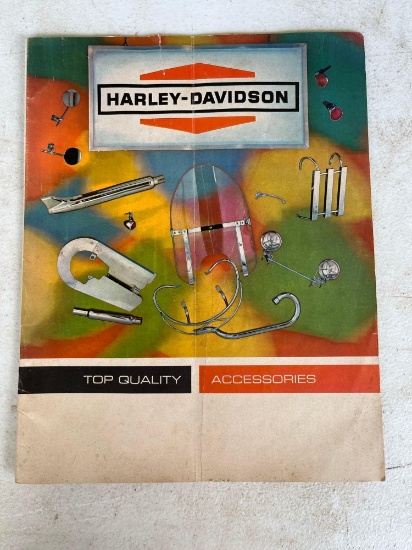 HARLEY-DAVIDSON
TOP QUALITY ACCESSORIES